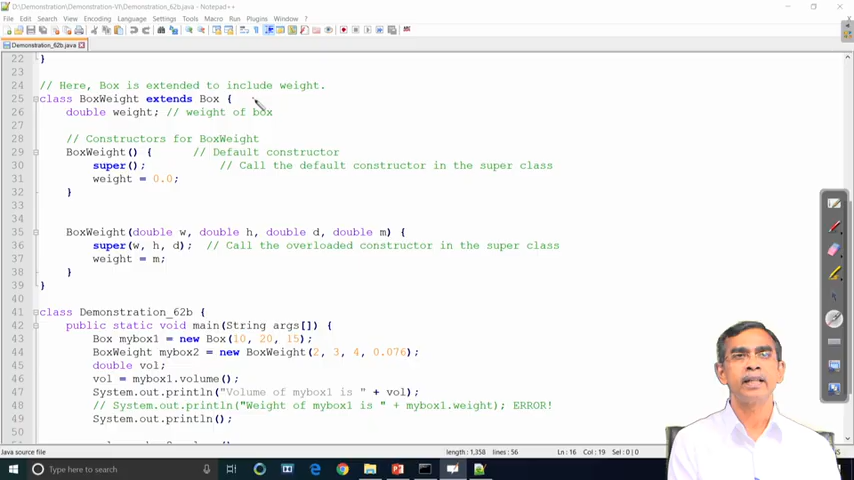 D:\Demonstration\Demonstration-VI\Demonstration_62b.java - Notepad++
File Edit Search View Encoding Language Settings Tools Macro Run Plugins Window ?
Demonstration_62b.java
22 }
23
24 // Here, Box is extended to include weight.
25 class BoxWeight extends Box {
26 double weight; // weight of box
27
28 // Constructors for BoxWeight
29 BoxWeight() { // Default constructor
30 super(); // Call the default constructor in the super class
31 weight = 0.0;
32 }
33
34
35 BoxWeight(double w, double h, double d, double m) {
36 super(w, h, d); // Call the overloaded constructor in the super class
37 weight = m;
38 }
39 }
40
41 class Demonstration_62b {
42 public static void main(String args[]) {
43 Box mybox1 = new Box(10, 20, 15);
44 BoxWeight mybox2 = new BoxWeight(2, 3, 4, 0.076);
45 double vol;
46 vol = mybox1.volume();
47 System.out.println("Volume of mybox1 is " + vol);
48 // System.out.println("Weight of mybox1 is " + mybox1.weight); ERROR!
49 System.out.println();
50
Java source file length : 1,358 lines : 56 Ln : 16 Col : 19 Sel : 0 | 0
Type here to search